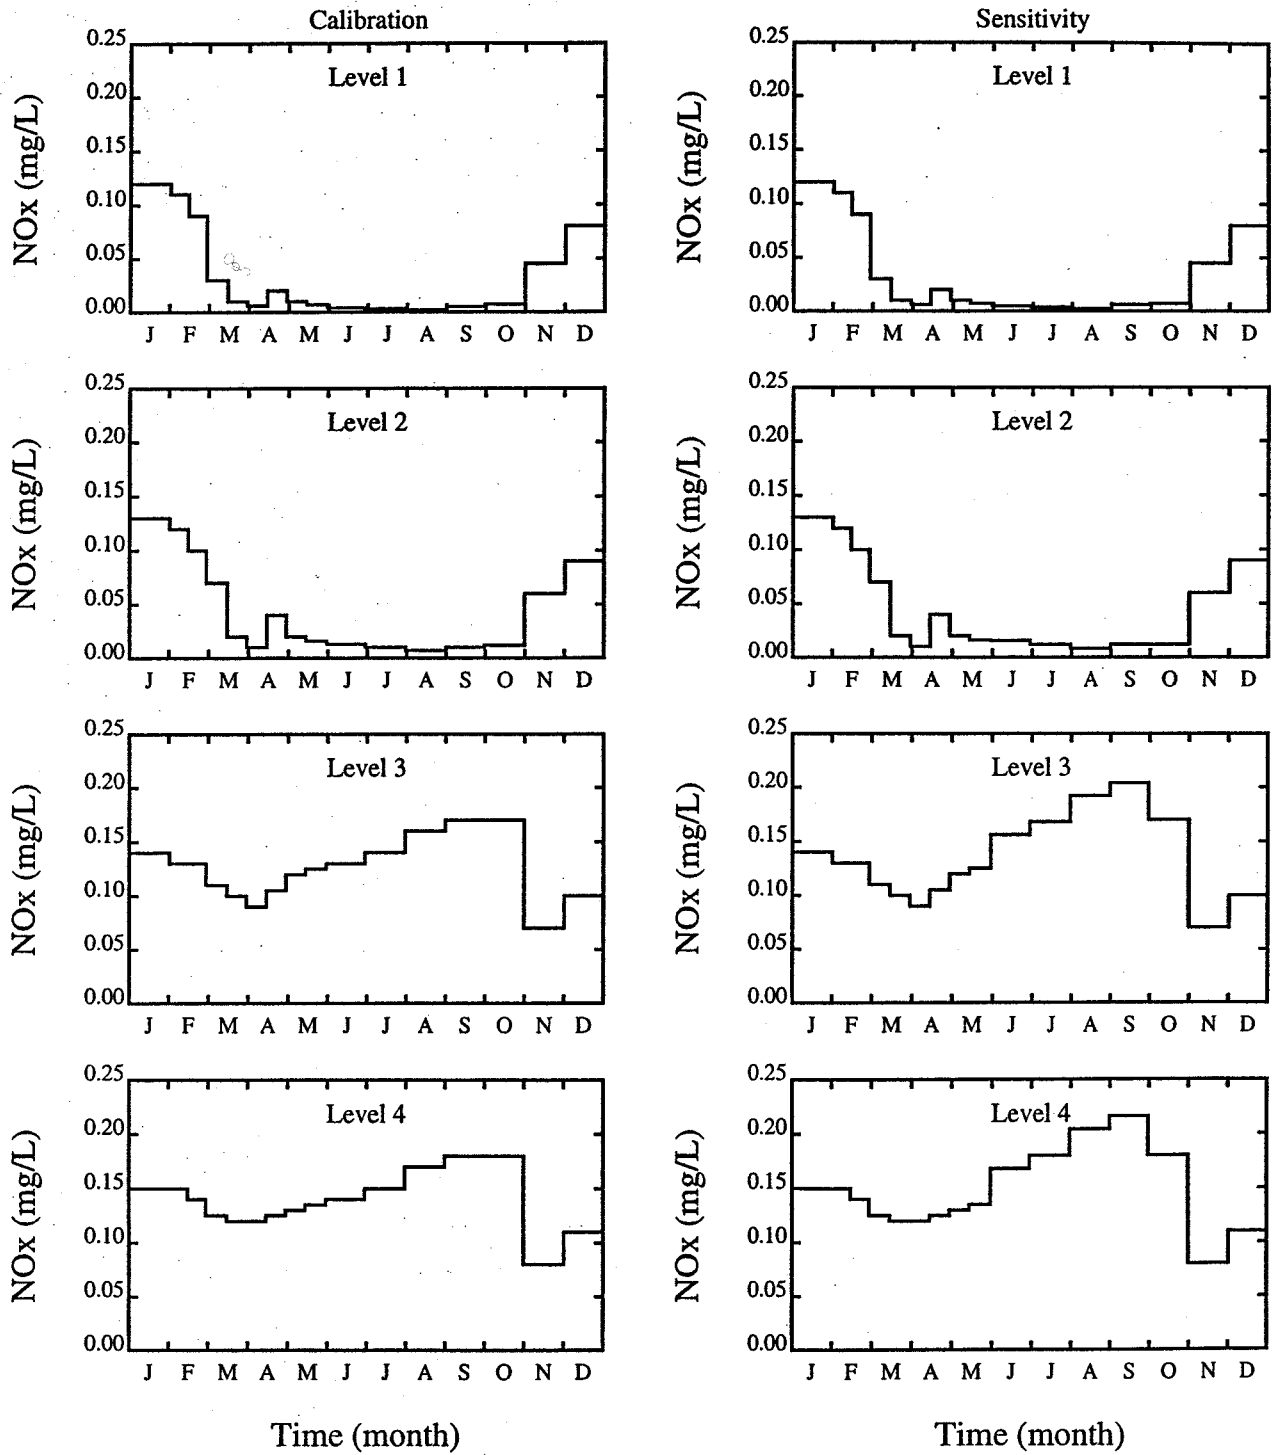 Calibration
Sensitivity
Level 1
NOx (mg/L)
0.25
0.20
0.15
0.10
0.05
0.00
J F M A M J J A S O N D
Level 1
NOx (mg/L)
0.25
0.20
0.15
0.10
0.05
0.00
J F M A M J J A S O N D
Level 2
NOx (mg/L)
0.25
0.20
0.15
0.10
0.05
0.00
J F M A M J J A S O N D
Level 2
NOx (mg/L)
0.25
0.20
0.15
0.10
0.05
0.00
J F M A M J J A S O N D
Level 3
NOx (mg/L)
0.25
0.20
0.15
0.10
0.05
0.00
J F M A M J J A S O N D
Level 3
NOx (mg/L)
0.25
0.20
0.15
0.10
0.05
0.00
J F M A M J J A S O N D
Level 4
NOx (mg/L)
0.25
0.20
0.15
0.10
0.05
0.00
J F M A M J J A S O N D
Level 4
NOx (mg/L)
0.25
0.20
0.15
0.10
0.05
0.00
J F M A M J J A S O N D
Time (month)
Time (month)